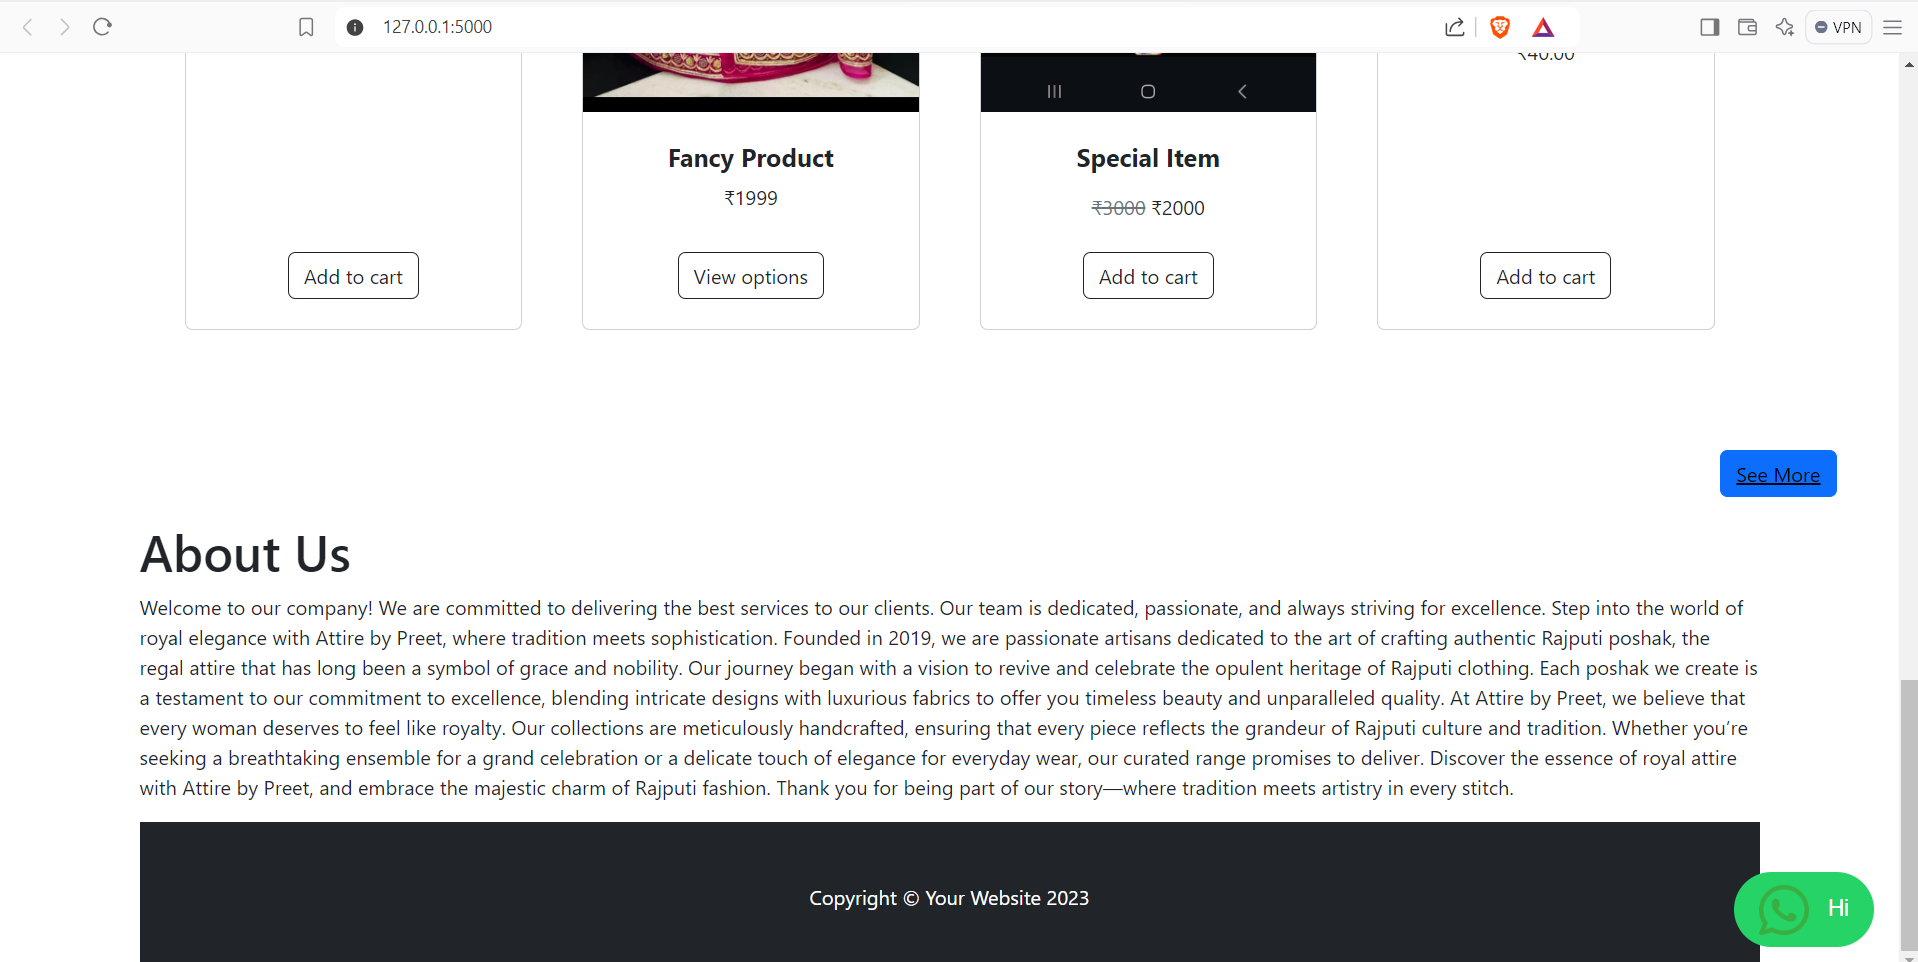 127.0.0.1:5000
VPN
₹40.00
Fancy Product
Special Item
₹1999
₹3000 ₹2000
Add to cart
View options
Add to cart
Add to cart
See More
About Us
Welcome to our company! We are committed to delivering the best services to our clients. Our team is dedicated, passionate, and always striving for excellence. Step into the world of
royal elegance with Attire by Preet, where tradition meets sophistication. Founded in 2019, we are passionate artisans dedicated to the art of crafting authentic Rajputi poshak, the
regal attire that has long been a symbol of grace and nobility. Our journey began with a vision to revive and celebrate the opulent heritage of Rajputi clothing. Each poshak we create is
a testament to our commitment to excellence, blending intricate designs with luxurious fabrics to offer you timeless beauty and unparalleled quality. At Attire by Preet, we believe that
every woman deserves to feel like royalty. Our collections are meticulously handcrafted, ensuring that every piece reflects the grandeur of Rajputi culture and tradition. Whether you’re
seeking a breathtaking ensemble for a grand celebration or a delicate touch of elegance for everyday wear, our curated range promises to deliver. Discover the essence of royal attire
with Attire by Preet, and embrace the majestic charm of Rajputi fashion. Thank you for being part of our story—where tradition meets artistry in every stitch.
Copyright © Your Website 2023
Hi